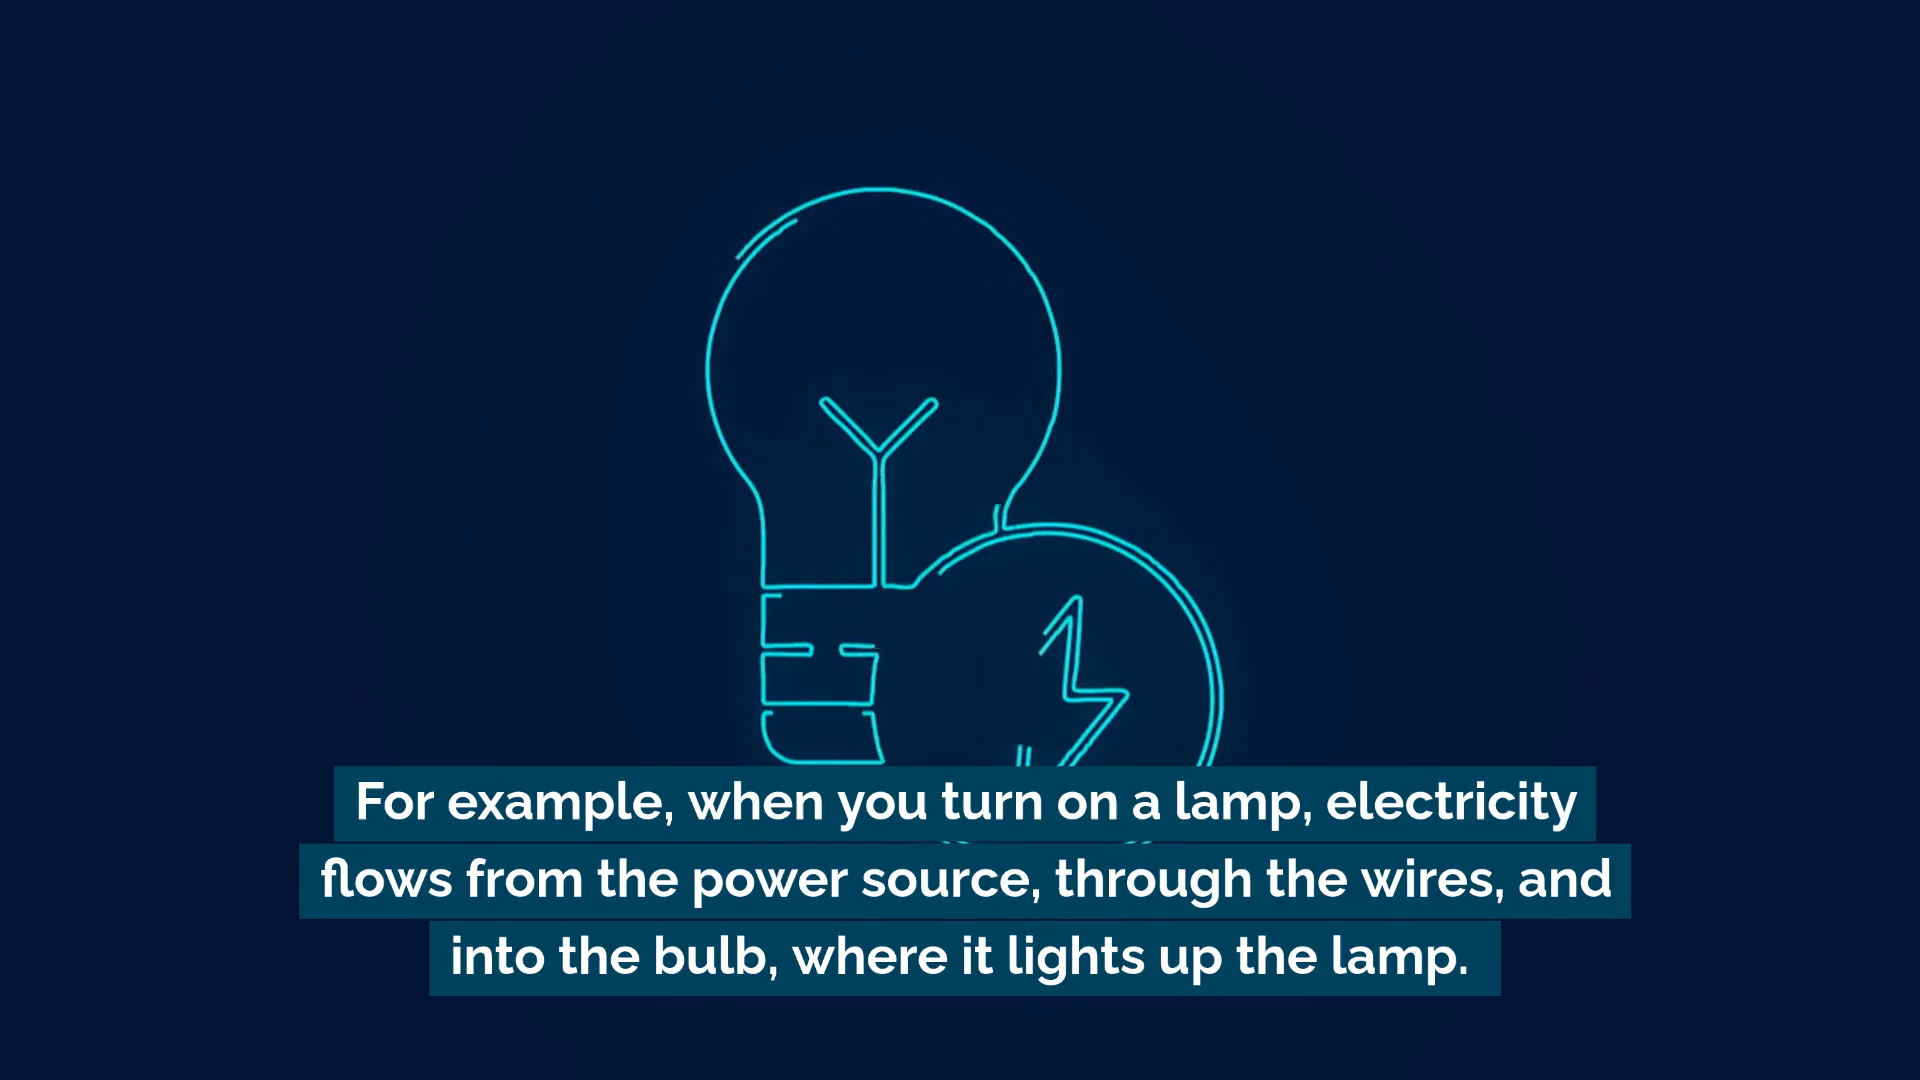 For example, when you turn on a lamp, electricity
flows from the power source, through the wires, and
into the bulb, where it lights up the lamp.